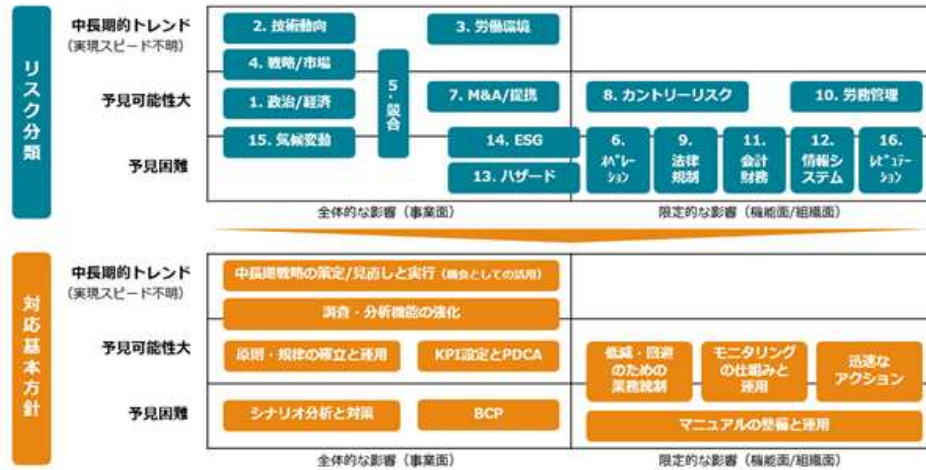 リスク分類
中長期的トレンド
(実現スピード不明)
予見可能性大
予見困難
2. 技術動向
3. 労働環境
4. 戦略/市場
5.競合
1. 政治/経済
7. M&A/提携
8. カントリーリスク
10. 労務管理
15. 気候変動
14. ESG
13. ハザード
6.
ｵﾍﾟﾚｰ
ｼｮﾝ
9.
法律
規制
11.
会計
財務
12.
情報シ
ステム
16.
ﾚﾋﾟｭﾃｰ
ｼｮﾝ
全体的な影響（事業面）
限定的な影響（機能面/組織面）
対応基本方針
中長期的トレンド
(実現スピード不明)
予見可能性大
予見困難
中長期戦略の策定/見直しと実行（機会としての活用）
調査・分析機能の強化
原則・規律の確立と運用
KPI設定とPDCA
低減・回避
のための
業務統制
モニタリング
の仕組みと
運用
迅速な
アクション
シナリオ分析と対策
BCP
マニュアルの整備と運用
全体的な影響（事業面）
限定的な影響（機能面/組織面）